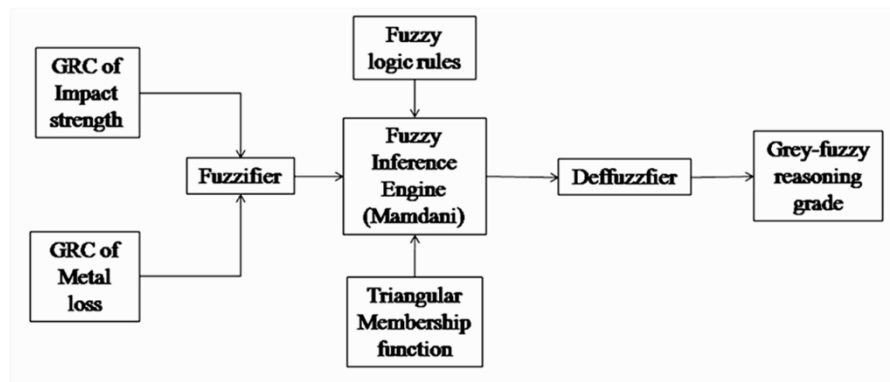 GRC of
Impact
strength
Fuzzy
logic rules
Fuzzifier
Fuzzy
Inference
Engine
(Mamdani)
Deffuzzfier
Grey-fuzzy
reasoning
grade
GRC of
Metal
loss
Triangular
Membership
function